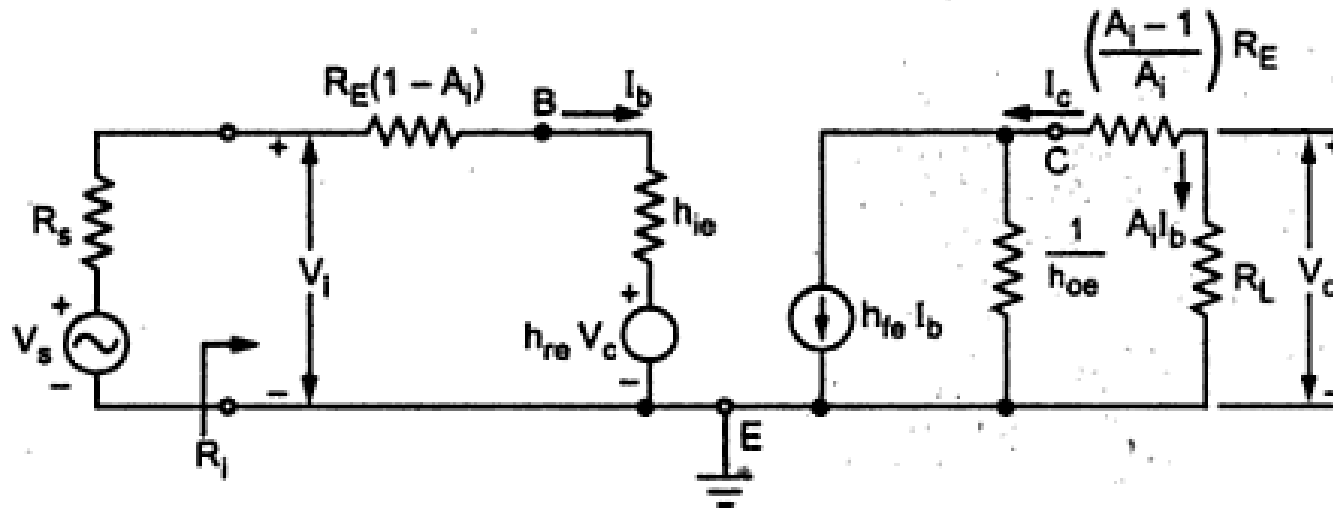 (A_i − 1 / A_i) R_E
R_E(1 − A_i)
B
I_b
I_c
C
+
+
+
R_s
V_i
h_ie
A_i I_b
1 / h_oe
R_L
V_o
+
V_s
−
+
h_re V_c
−
h_fe I_b
−
−
R_i
E